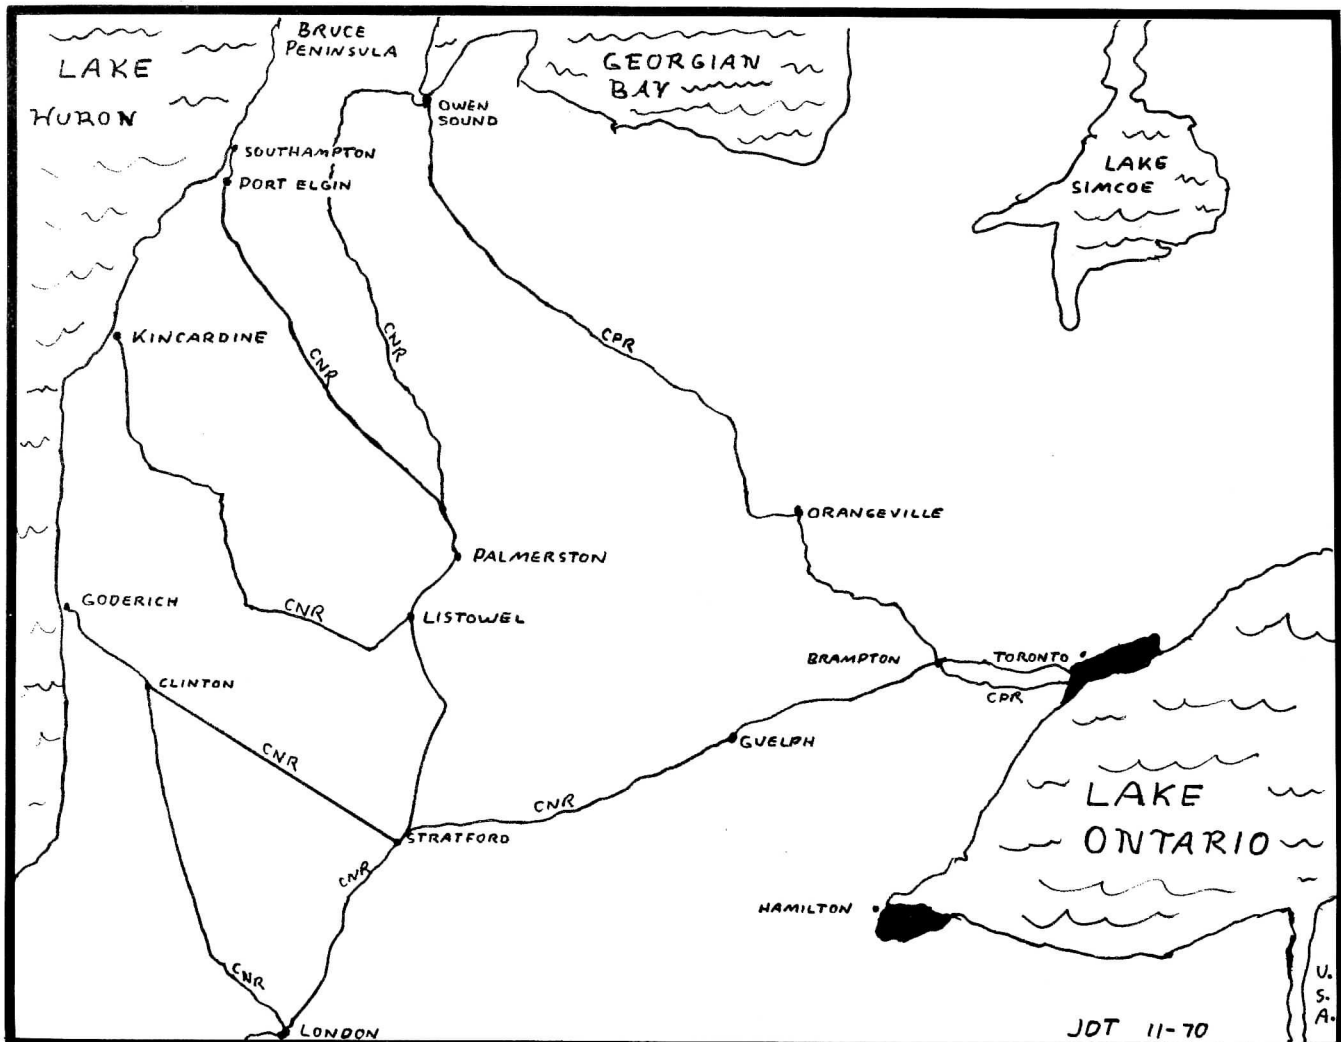 BRUCE
PENINSULA
LAKE
HURON
GEORGIAN
BAY
OWEN
SOUND
SOUTHAMPTON
PORT ELGIN
LAKE
SIMCOE
KINCARDINE
CNR
CNR
CPR
ORANGEVILLE
PALMERSTON
GODERICH
CNR
LISTOWEL
BRAMPTON
TORONTO
CPR
CLINTON
CNR
GUELPH
CNR
STRATFORD
LAKE
ONTARIO
CNR
HAMILTON
CNR
LONDON
U.
S.
A.
JDT 11-70